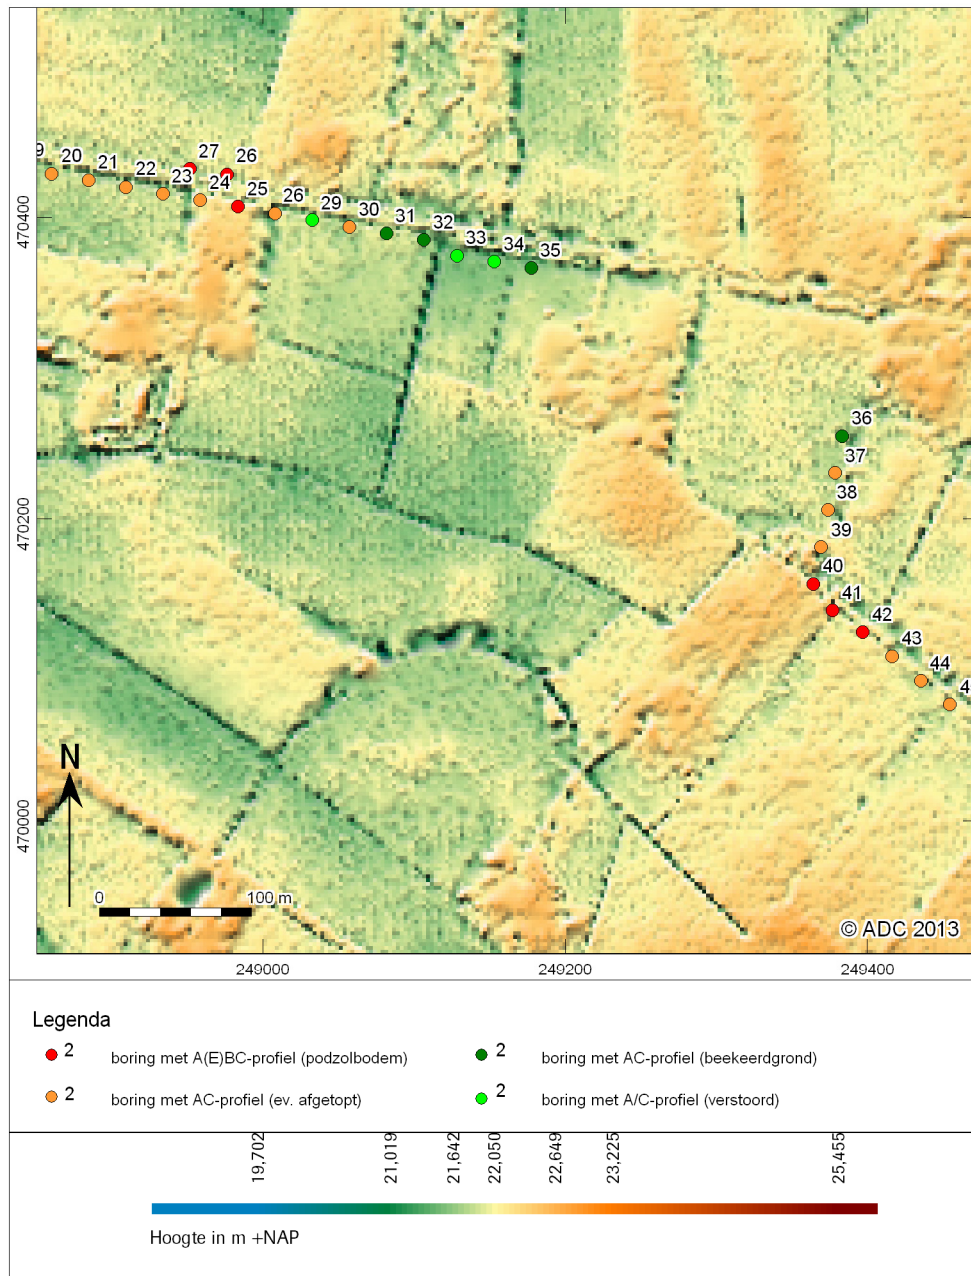 9 20 21 22 23 27 24 26 25 26 29 30 31 32 33 34 35
36
37
38
39
40
41
42
43
44
4
470400
470200
470000
N
0 100 m
© ADC 2013
249000 249200 249400
Legenda
2 boring met A(E)BC-profiel (podzolbodem)
2 boring met AC-profiel (beekeerdgrond)
2 boring met AC-profiel (ev. afgetopt)
2 boring met A/C-profiel (verstoord)
19,702 21,019 21,642 22,050 22,649 23,225 25,455
Hoogte in m +NAP